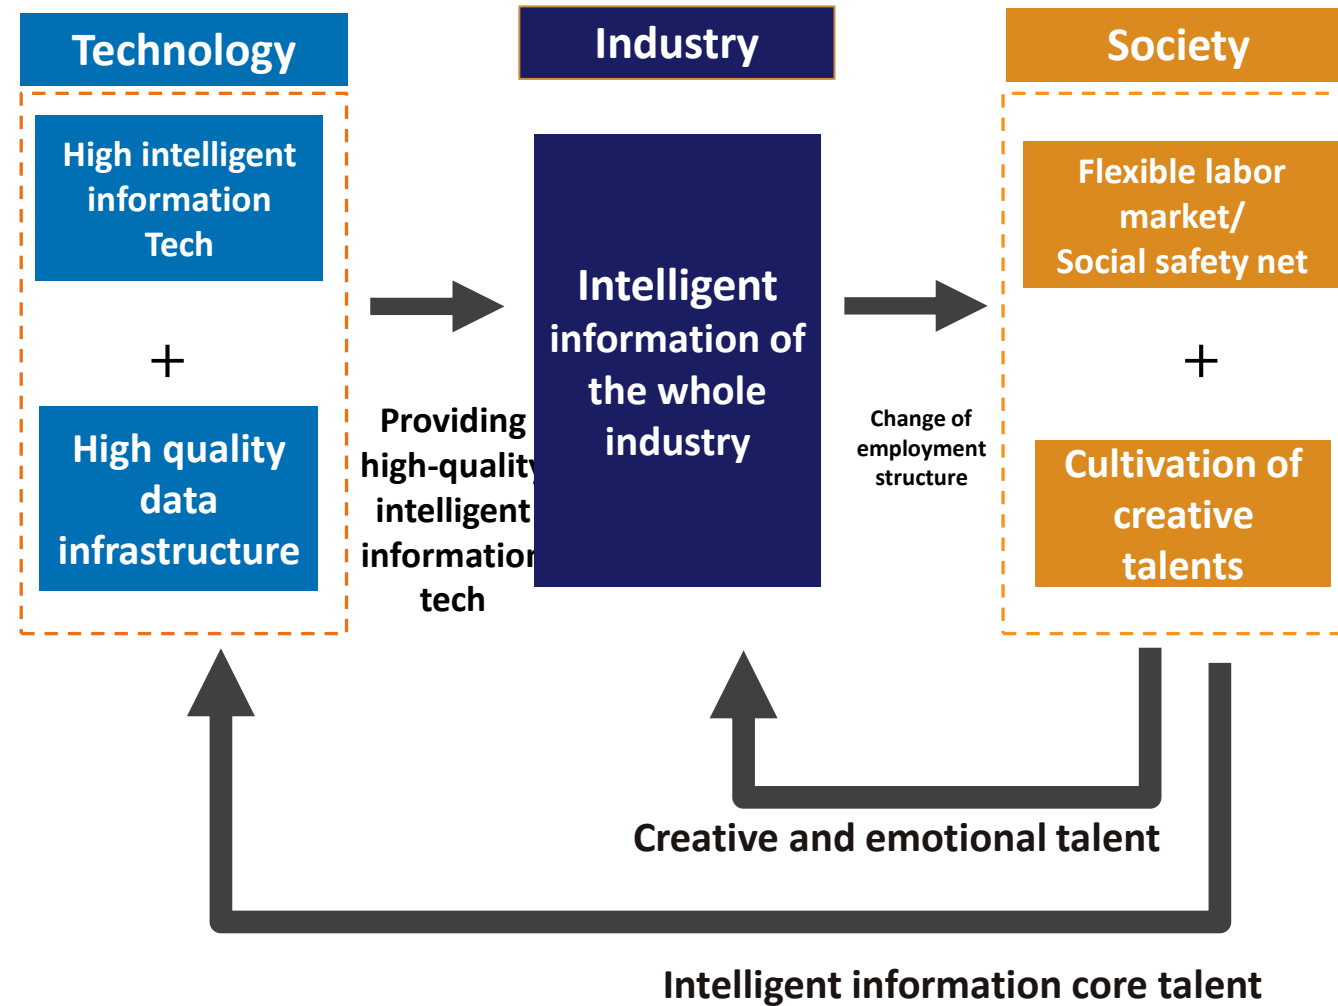 Technology
High intelligent
information
Tech
+
High quality
data
infrastructure
Providing
high-quality
intelligent
information
tech
Industry
Intelligent
information of
the whole
industry
Change of
employment
structure
Society
Flexible labor
market/
Social safety net
+
Cultivation of
creative
talents
Creative and emotional talent
Intelligent information core talent